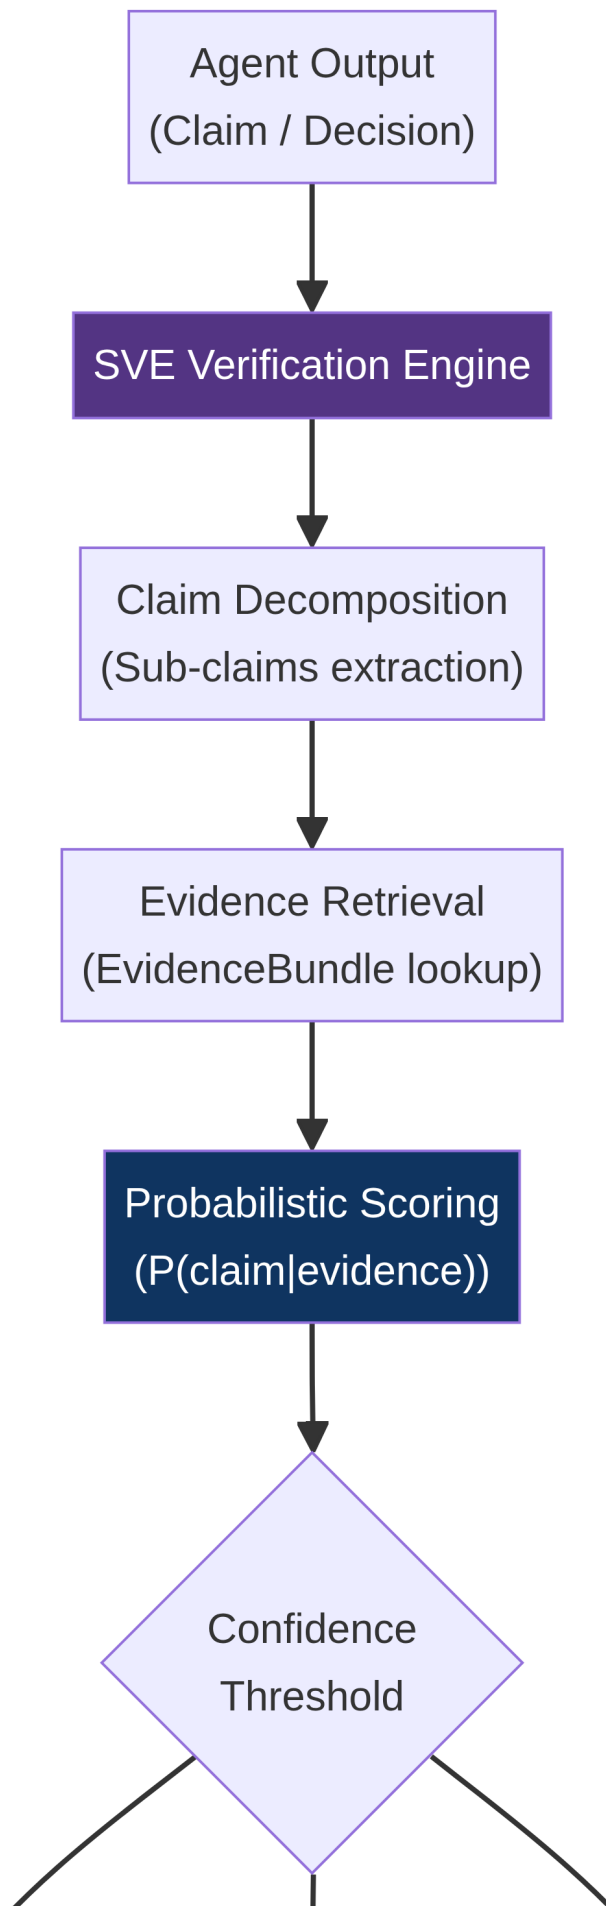 Agent Output
(Claim / Decision)
SVE Verification Engine
Claim Decomposition
(Sub-claims extraction)
Evidence Retrieval
(EvidenceBundle lookup)
Probabilistic Scoring
(P(claim|evidence))
Confidence
Threshold